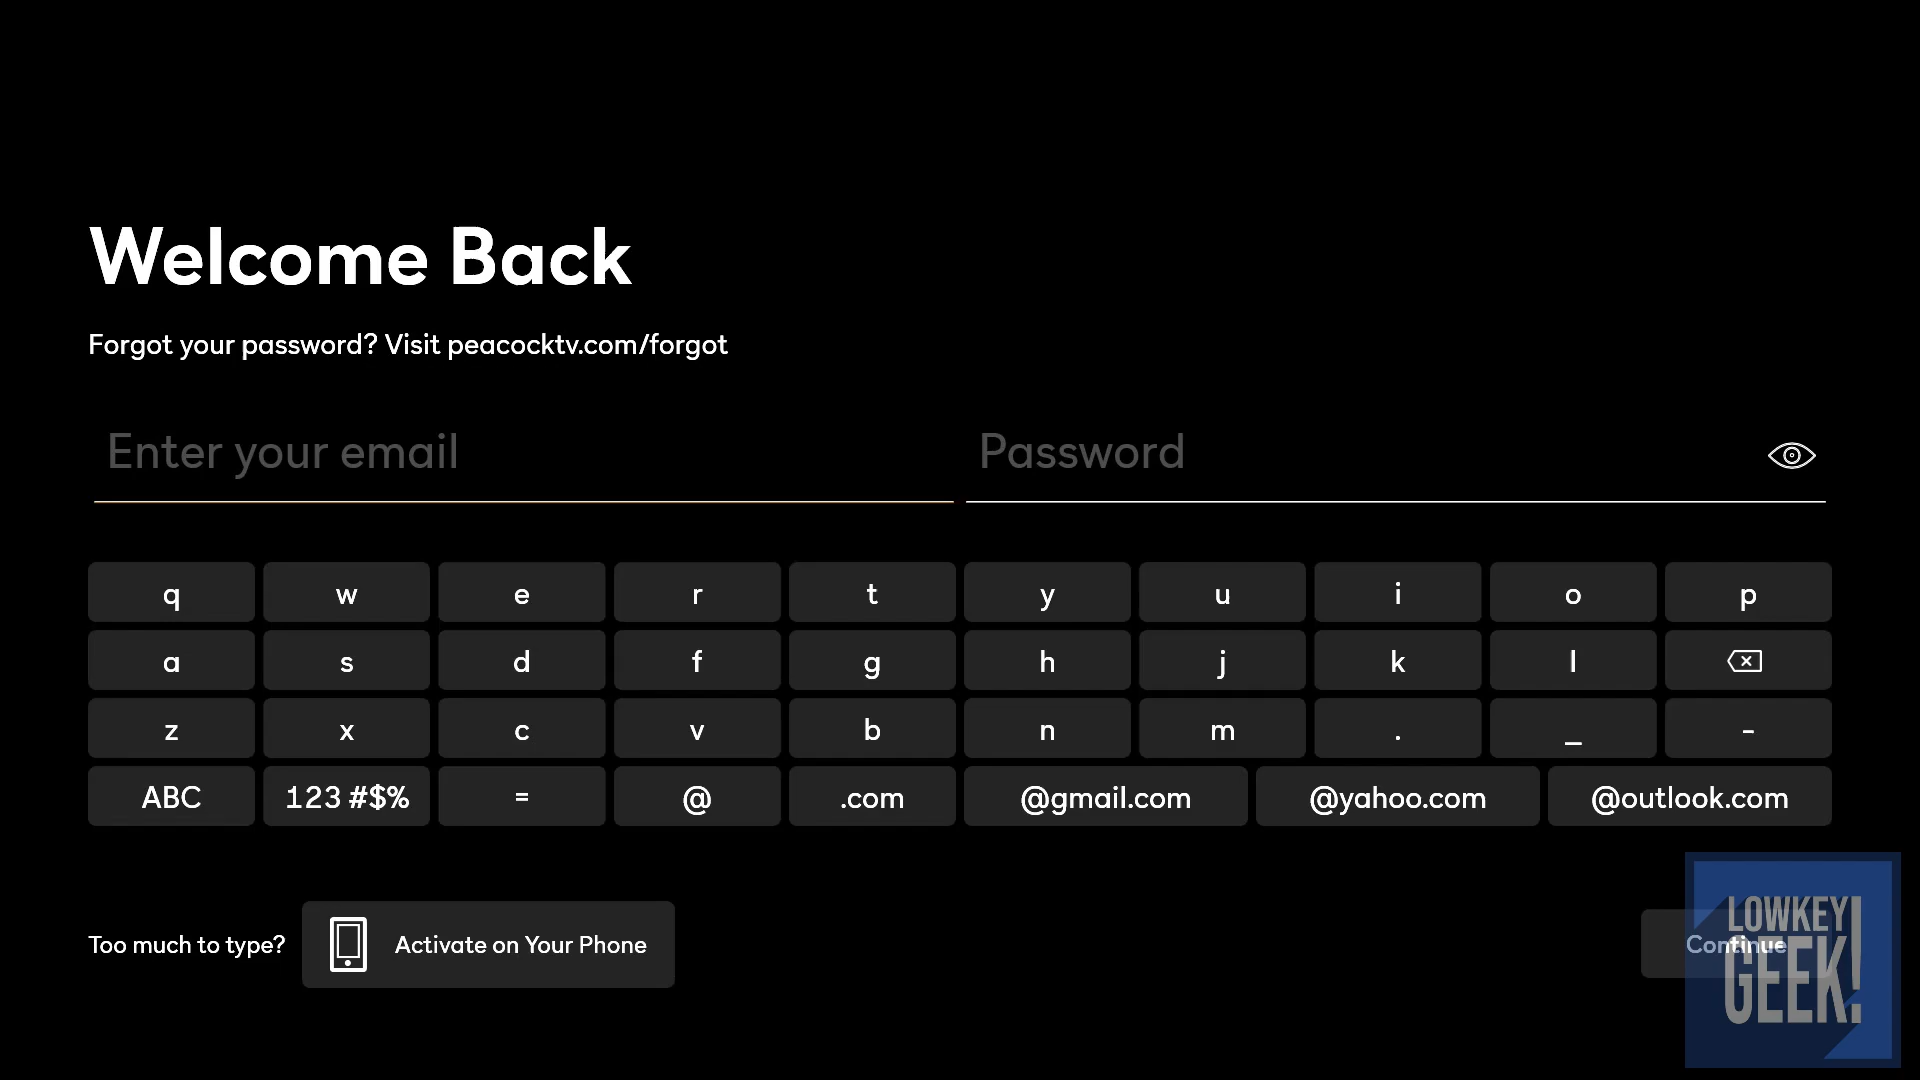 Welcome Back
Forgot your password? Visit peacocktv.com/forgot
Enter your email Password
q w e r t y u i o p
a s d f g h j k l
z x c v b n m . _ -
ABC 123 #$% = @ .com @gmail.com @yahoo.com @outlook.com
Too much to type? Activate on Your Phone Continue
LOWKEY
GEEK!